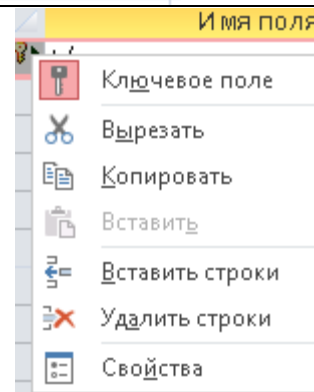 Имя поля
Ключевое поле
Вырезать
Копировать
Вставить
Вставить строки
Удалить строки
Свойства